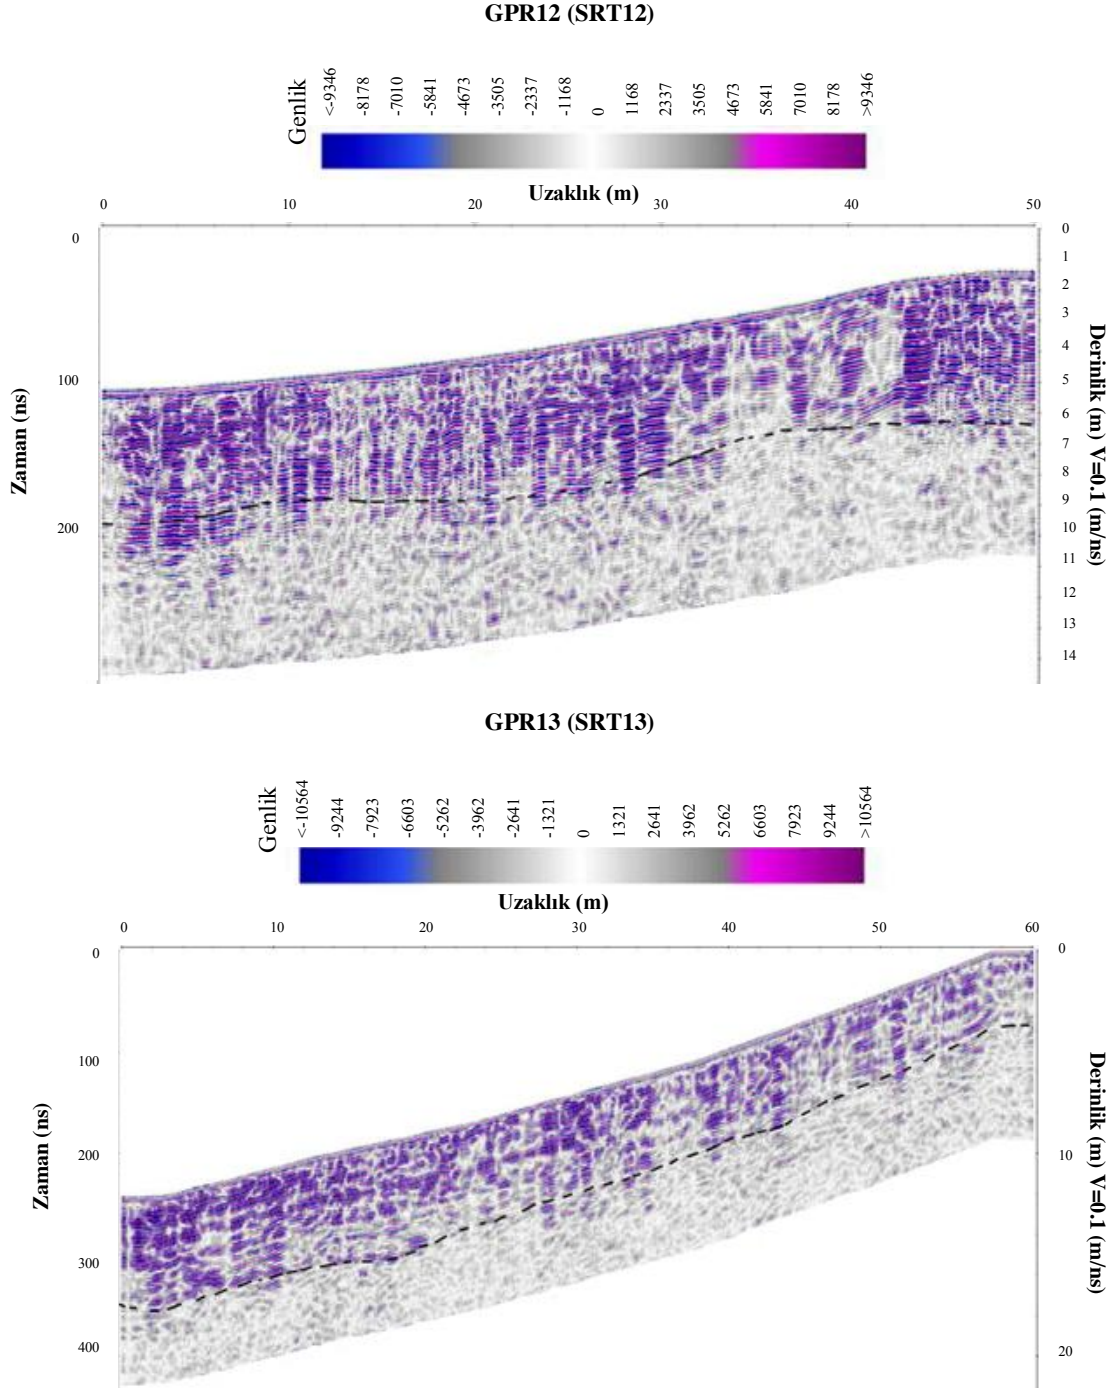 GPR12 (SRT12)
Genlik
<-9346 -8178 -7010 -5841 -4673 -3505 -2337 -1168 0 1168 2337 3505 4673 5841 7010 8178 >9346
Uzaklık (m)
0 10 20 30 40 50
Zaman (ns)
0
100
200
Derinlik (m) V=0.1 (m/ns)
0
1
2
3
4
5
6
7
8
9
10
11
12
13
14
GPR13 (SRT13)
Genlik
<-10564 -9244 -7923 -6603 -5262 -3962 -2641 -1321 0 1321 2641 3962 5262 6603 7923 9244 >10564
Uzaklık (m)
0 10 20 30 40 50 60
Zaman (ns)
0
100
200
300
400
Derinlik (m) V=0.1 (m/ns)
0
10
20